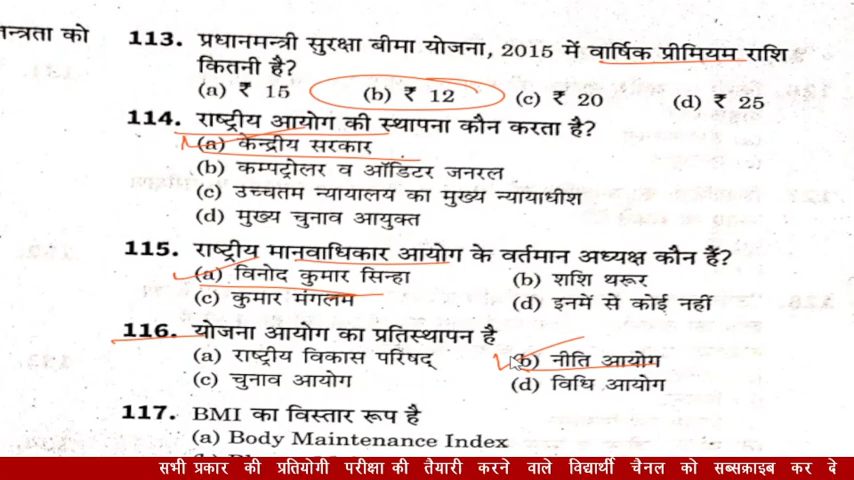 न्त्रता को
113. प्रधानमन्त्री सुरक्षा बीमा योजना, 2015 में वार्षिक प्रीमियम राशि
कितनी है?
(a) ₹ 15 (b) ₹ 12 (c) ₹ 20 (d) ₹ 25
114. राष्ट्रीय आयोग की स्थापना कौन करता है?
(a) केन्द्रीय सरकार
(b) कम्पट्रोलर व ऑडिटर जनरल
(c) उच्चतम न्यायालय का मुख्य न्यायाधीश
(d) मुख्य चुनाव आयुक्त
115. राष्ट्रीय मानवाधिकार आयोग के वर्तमान अध्यक्ष कौन हैं?
(a) विनोद कुमार सिन्हा (b) शशि थरूर
(c) कुमार मंगलम (d) इनमें से कोई नहीं
116. योजना आयोग का प्रतिस्थापन है
(a) राष्ट्रीय विकास परिषद् (b) नीति आयोग
(c) चुनाव आयोग (d) विधि आयोग
117. BMI का विस्तार रूप है
(a) Body Maintenance Index
सभी प्रकार की प्रतियोगी परीक्षा की तैयारी करने वाले विद्यार्थी चैनल को सब्सक्राइब कर दे